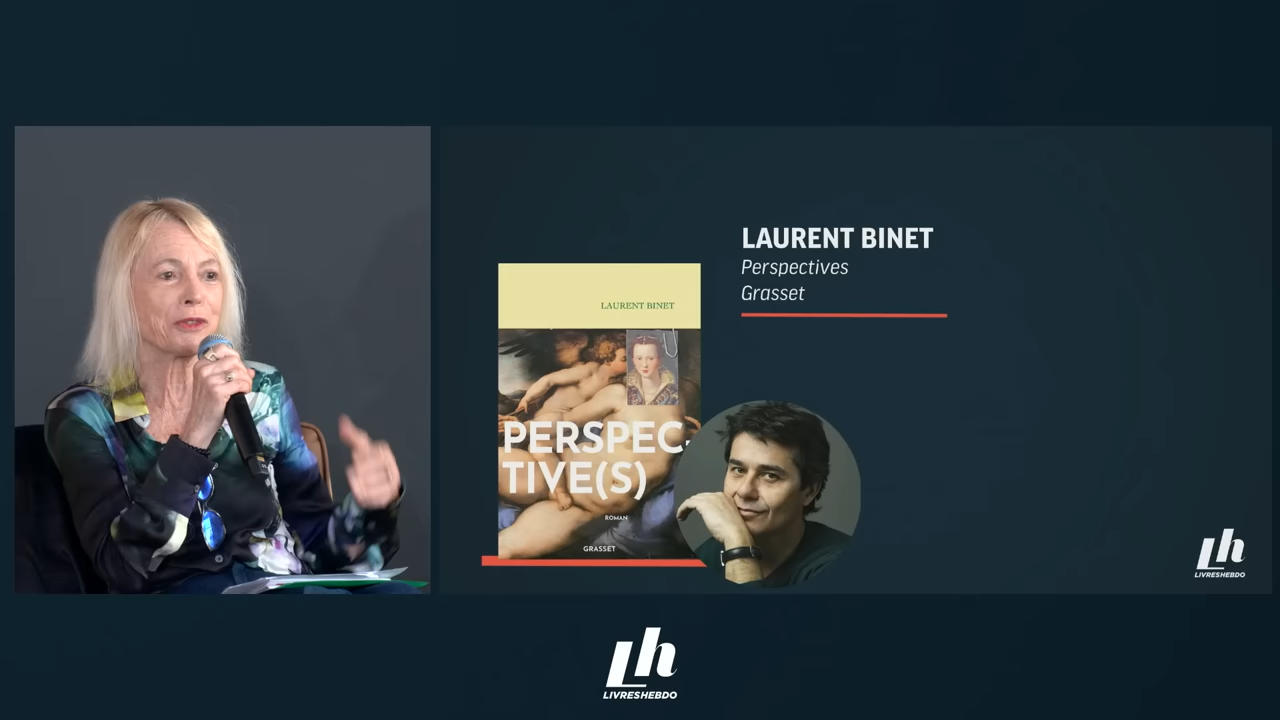 LAURENT BINET
Perspectives
Grasset
LAURENT BINET
PERSPEC-
TIVE(S)
ROMAN
GRASSET
Lh
LIVRESHEBDO
Lh
LIVRESHEBDO